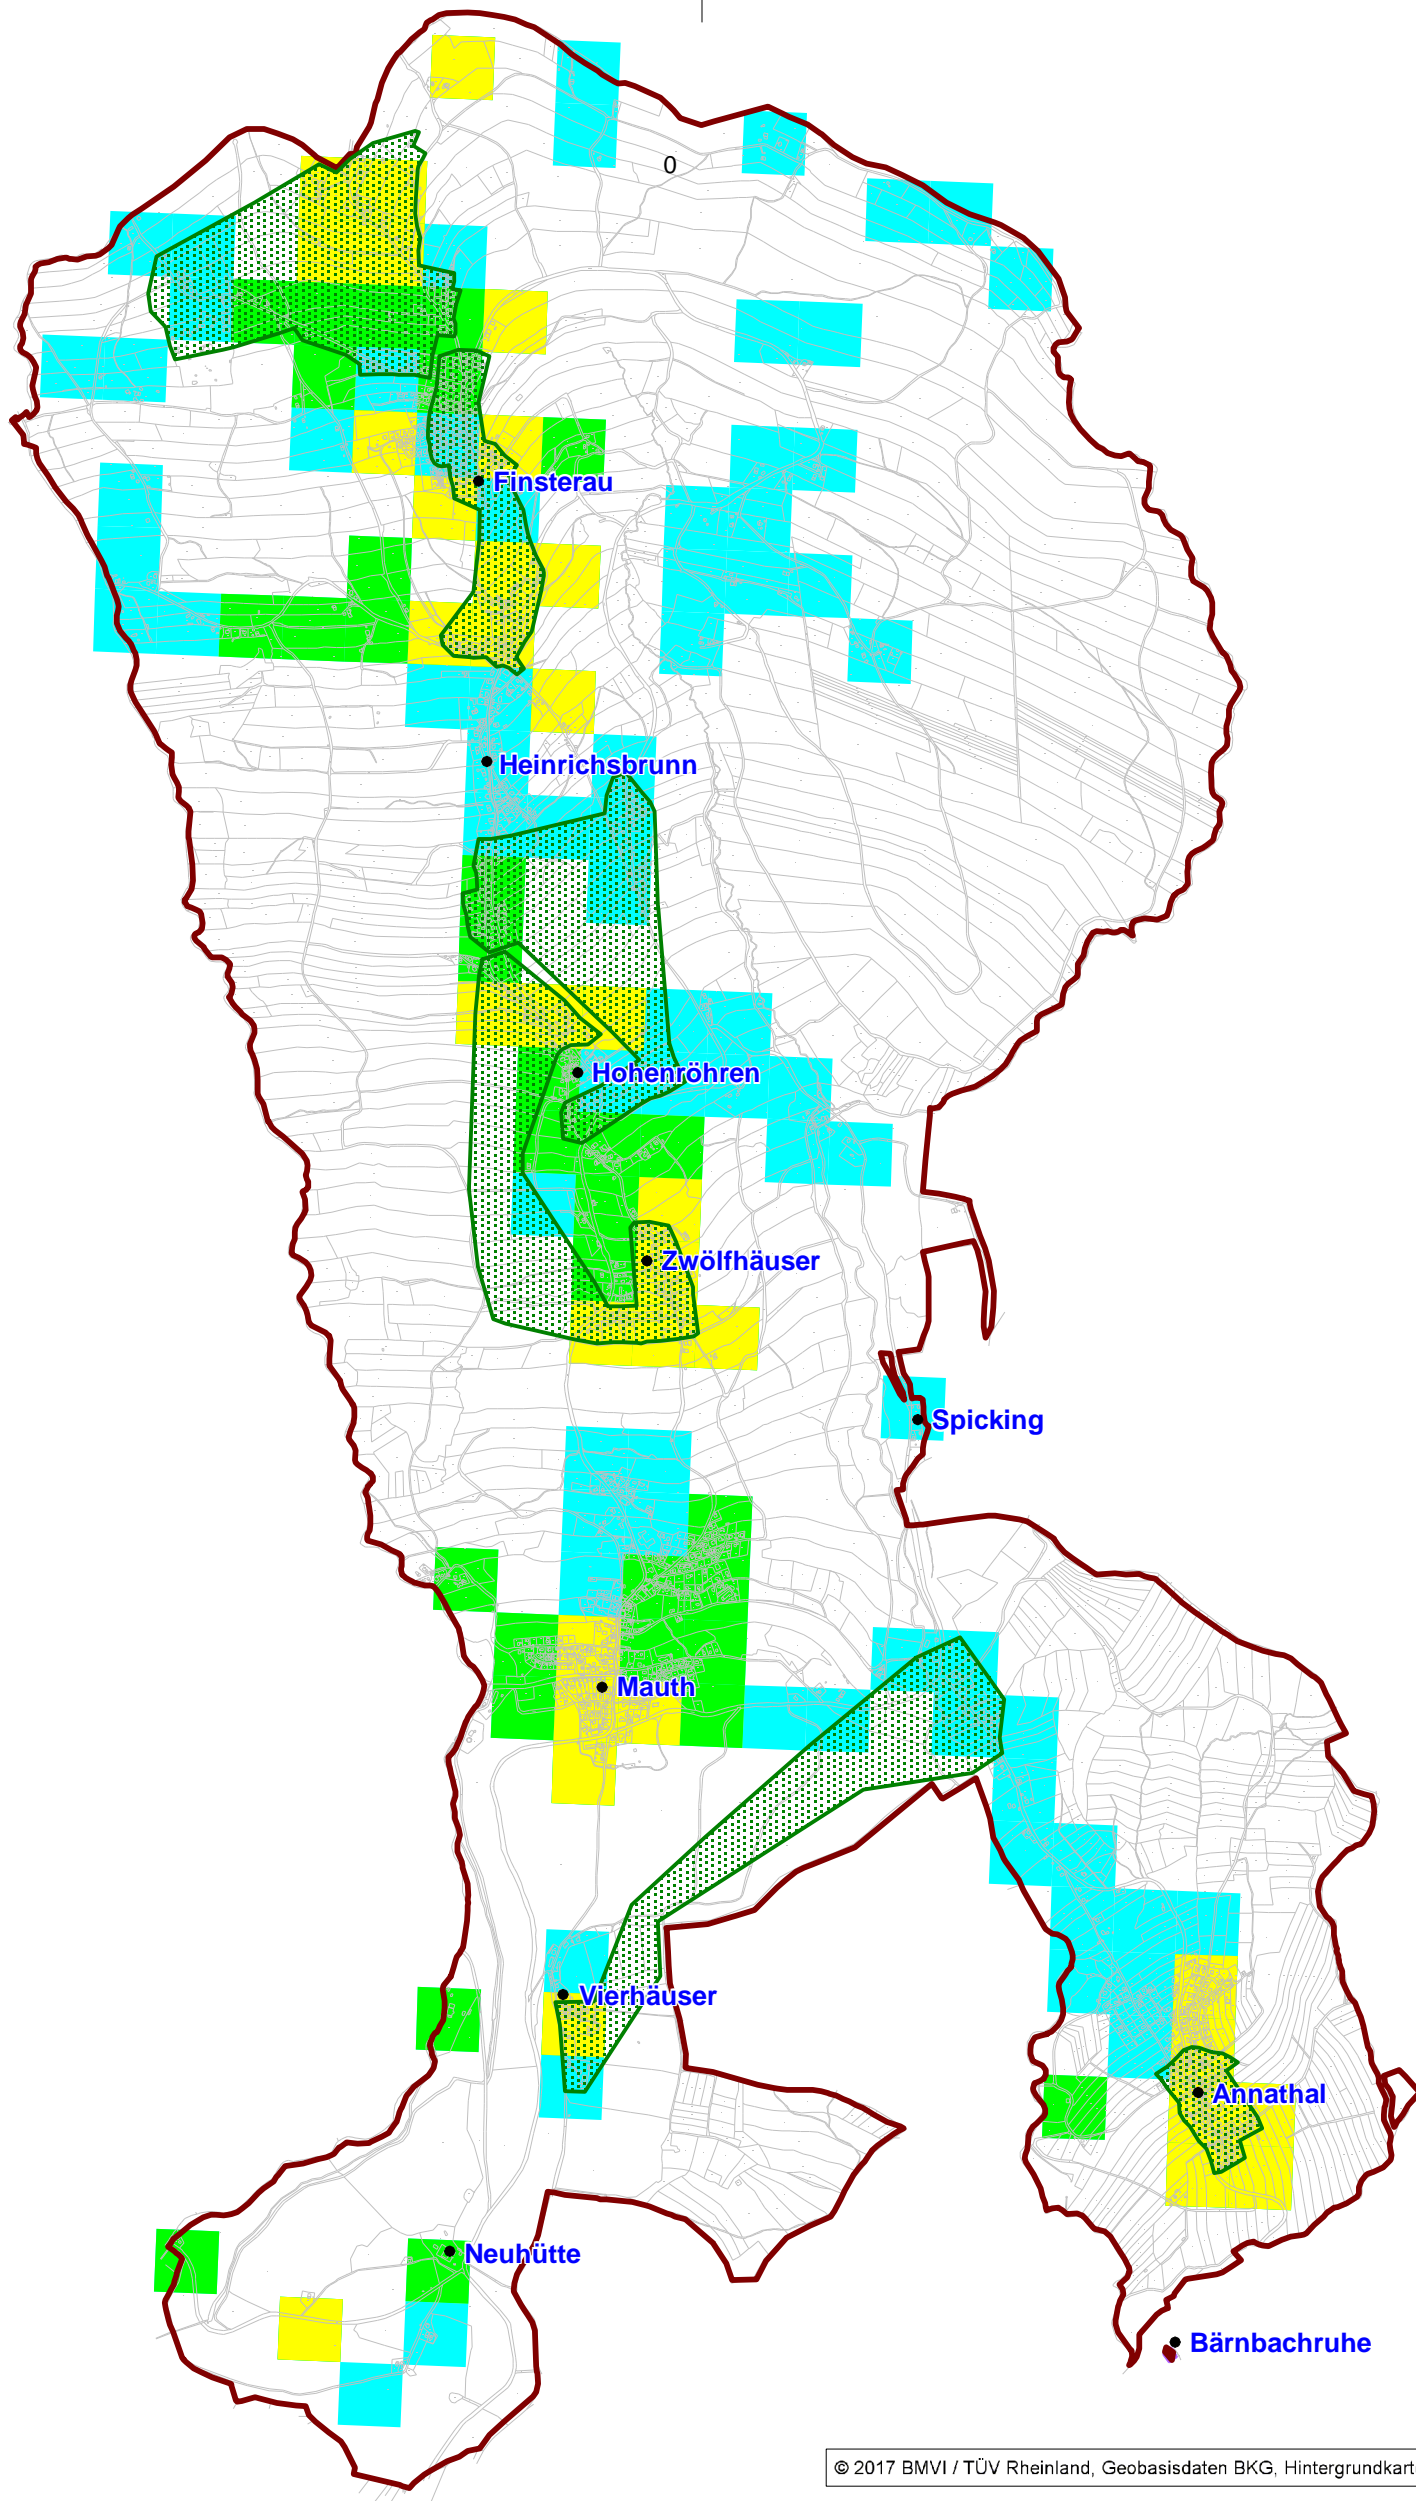 0
Finsterau
Heinrichsbrunn
Hohenröhren
Zwölfhäuser
Spicking
Mauth
Vierhäuser
Annathal
Neuhütte
Bärnbachruhe
© 2017 BMVI / TÜV Rheinland, Geobasisdaten BKG, Hintergrundkart